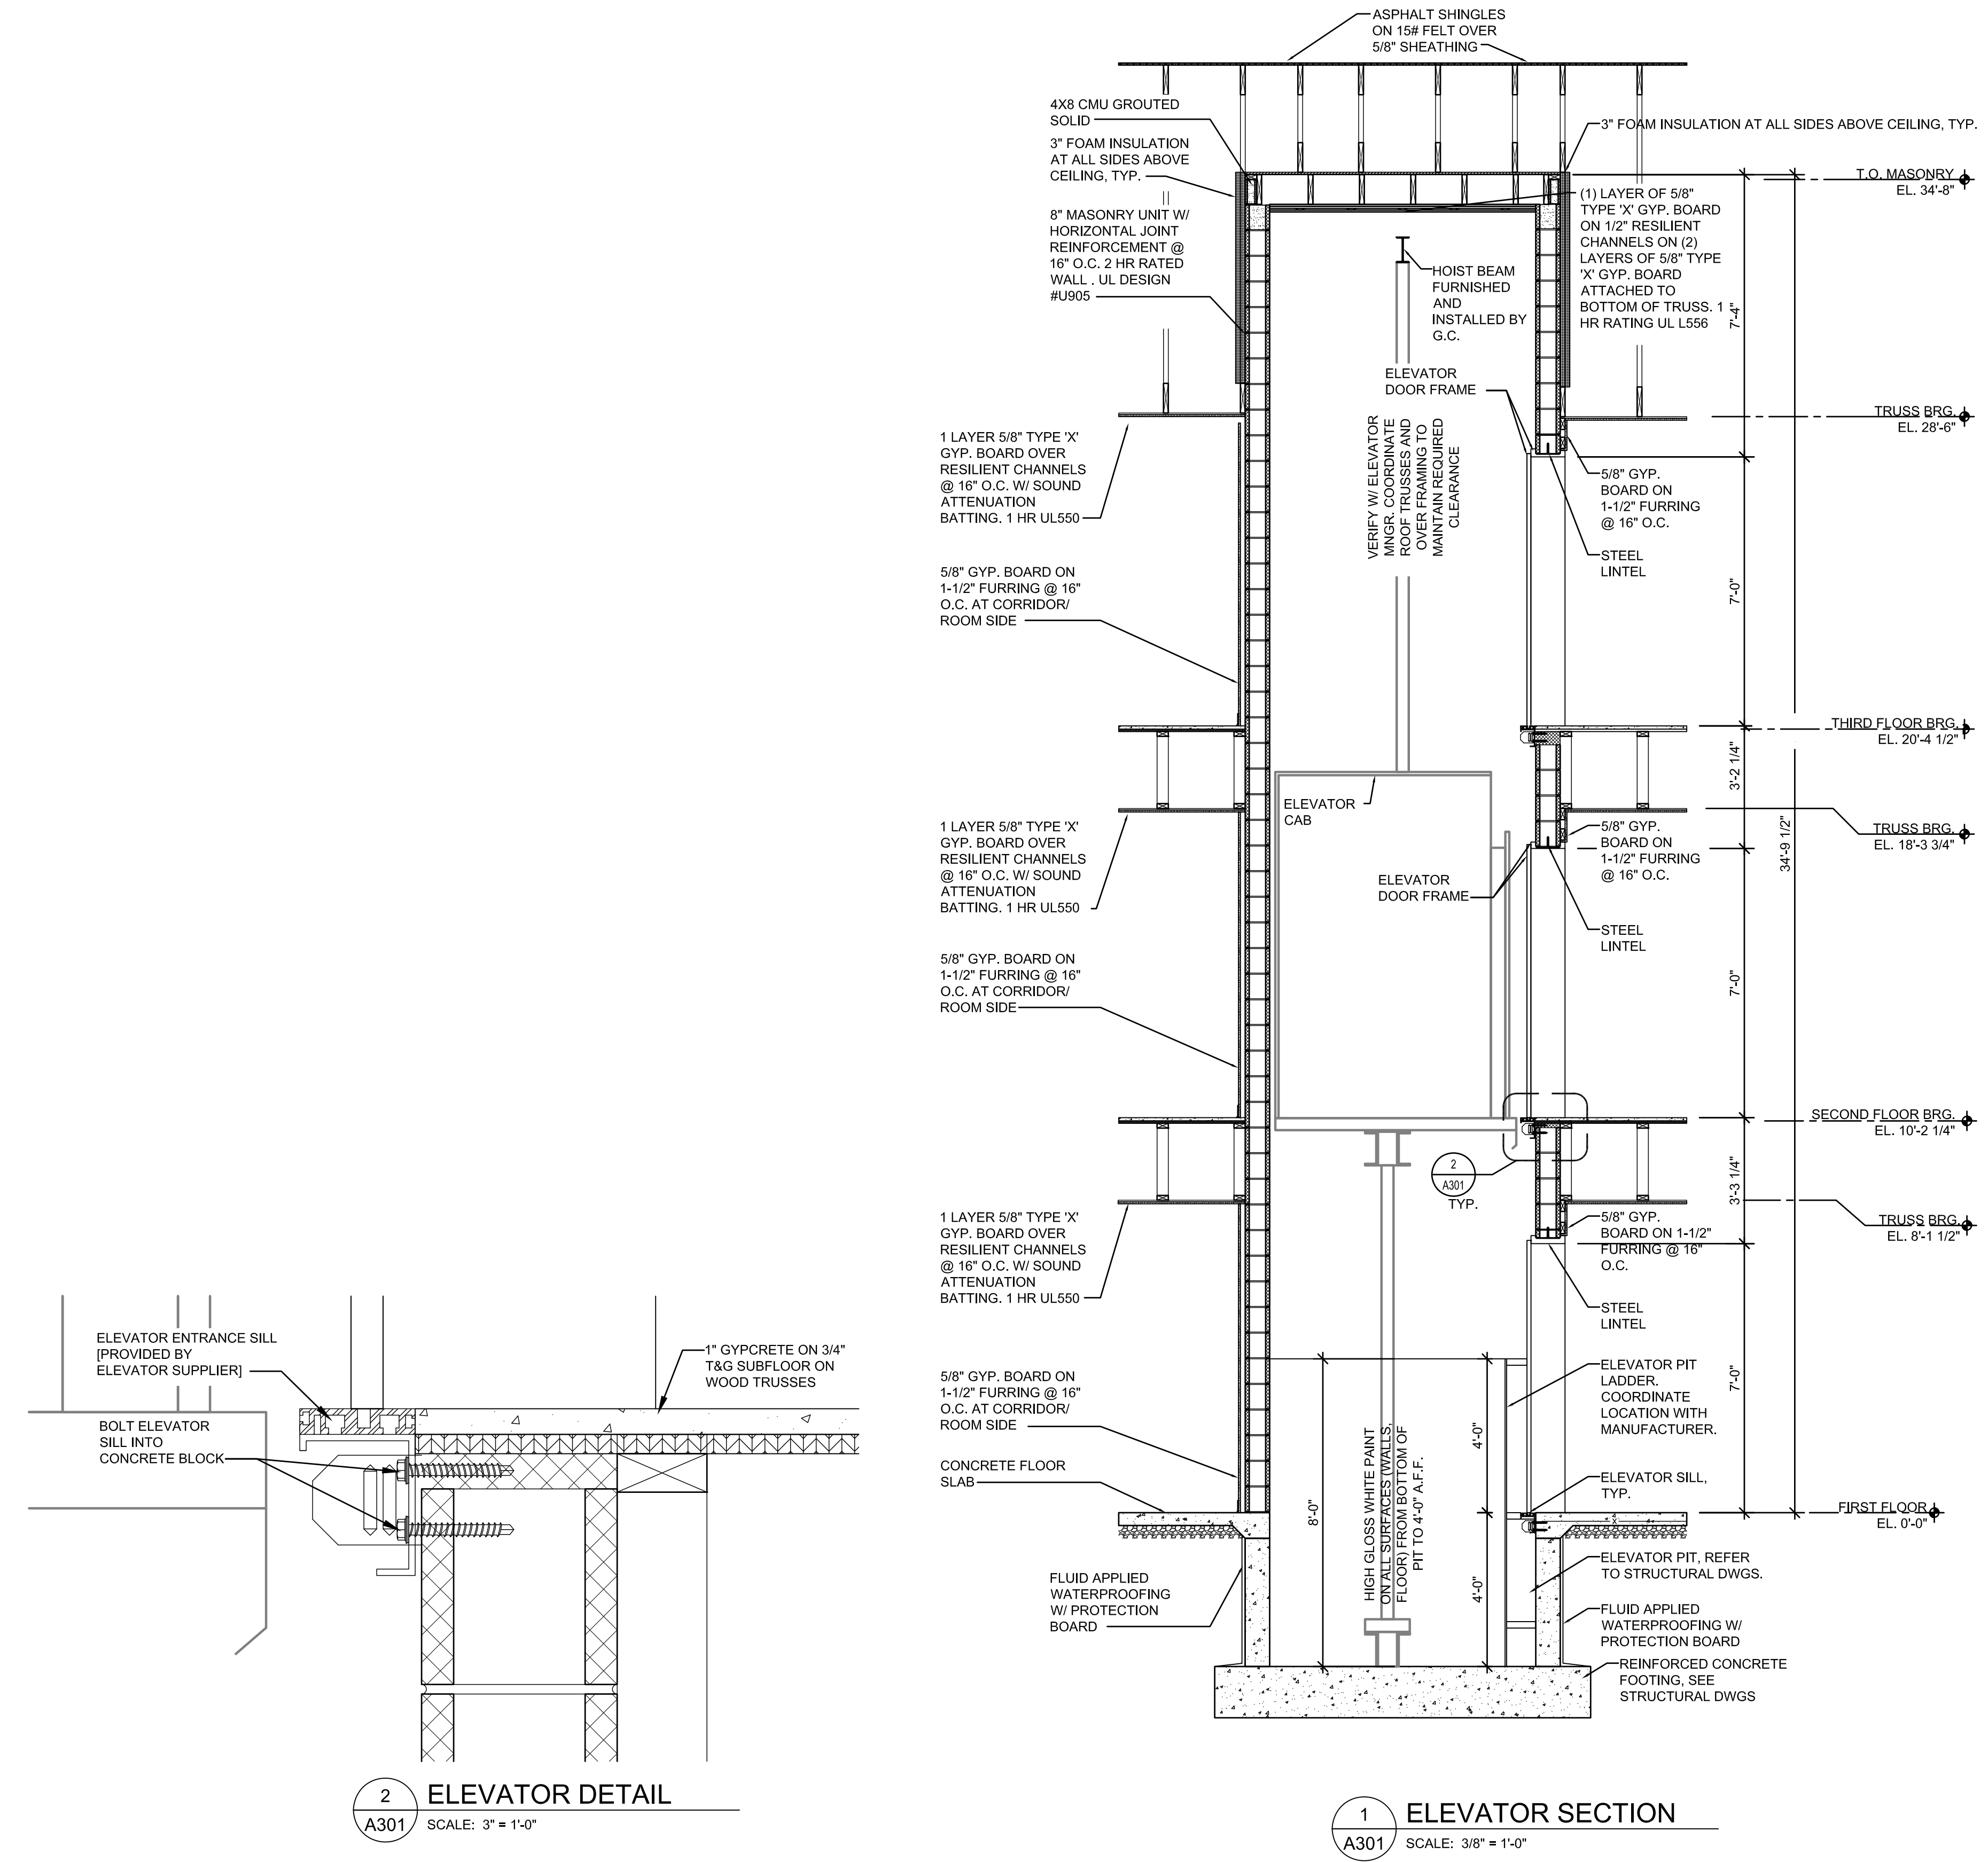 ASPHALT SHINGLES
ON 15# FELT OVER
5/8" SHEATHING
4X8 CMU GROUTED
SOLID
3" FOAM INSULATION
AT ALL SIDES ABOVE
CEILING, TYP.
8" MASONRY UNIT W/
HORIZONTAL JOINT
REINFORCEMENT @
16" O.C. 2 HR RATED
WALL . UL DESIGN
#U905
3" FOAM INSULATION AT ALL SIDES ABOVE CEILING, TYP.
(1) LAYER OF 5/8"
TYPE 'X' GYP. BOARD
ON 1/2" RESILIENT
CHANNELS ON (2)
LAYERS OF 5/8" TYPE
'X' GYP. BOARD
ATTACHED TO
BOTTOM OF TRUSS. 1
HR RATING UL L556
HOIST BEAM
FURNISHED
AND
INSTALLED BY
G.C.
ELEVATOR
DOOR FRAME
VERIFY W/ ELEVATOR
MNGR. COORDINATE
ROOF TRUSSES AND
OVER FRAMING TO
MAINTAIN REQUIRED
CLEARANCE
1 LAYER 5/8" TYPE 'X'
GYP. BOARD OVER
RESILIENT CHANNELS
@ 16" O.C. W/ SOUND
ATTENUATION
BATTING. 1 HR UL550
5/8" GYP. BOARD ON
1-1/2" FURRING @ 16"
O.C. AT CORRIDOR/
ROOM SIDE
5/8" GYP.
BOARD ON
1-1/2" FURRING
@ 16" O.C.
STEEL
LINTEL
7'-4"
7'-0"
3'-2 1/4"
7'-0"
3'-3 1/4"
7'-0"
34'-9 1/2"
T.O. MASONRY
EL. 34'-8"
TRUSS BRG.
EL. 28'-6"
THIRD FLOOR BRG.
EL. 20'-4 1/2"
TRUSS BRG.
EL. 18'-3 3/4"
SECOND FLOOR BRG.
EL. 10'-2 1/4"
TRUSS BRG.
EL. 8'-1 1/2"
FIRST FLOOR
EL. 0'-0"
ELEVATOR
CAB
1 LAYER 5/8" TYPE 'X'
GYP. BOARD OVER
RESILIENT CHANNELS
@ 16" O.C. W/ SOUND
ATTENUATION
BATTING. 1 HR UL550
5/8" GYP.
BOARD ON
1-1/2" FURRING
@ 16" O.C.
ELEVATOR
DOOR FRAME
STEEL
LINTEL
5/8" GYP. BOARD ON
1-1/2" FURRING @ 16"
O.C. AT CORRIDOR/
ROOM SIDE
2
A301
TYP.
1 LAYER 5/8" TYPE 'X'
GYP. BOARD OVER
RESILIENT CHANNELS
@ 16" O.C. W/ SOUND
ATTENUATION
BATTING. 1 HR UL550
5/8" GYP.
BOARD ON 1-1/2"
FURRING @ 16"
O.C.
STEEL
LINTEL
5/8" GYP. BOARD ON
1-1/2" FURRING @ 16"
O.C. AT CORRIDOR/
ROOM SIDE
CONCRETE FLOOR
SLAB
8'-0"
HIGH GLOSS WHITE PAINT
ON ALL SURFACES (WALLS,
FLOOR) FROM BOTTOM OF
PIT TO 4'-0" A.F.F.
4'-0"
4'-0"
ELEVATOR PIT
LADDER.
COORDINATE
LOCATION WITH
MANUFACTURER.
ELEVATOR SILL,
TYP.
ELEVATOR PIT, REFER
TO STRUCTURAL DWGS.
FLUID APPLIED
WATERPROOFING W/
PROTECTION BOARD
REINFORCED CONCRETE
FOOTING, SEE
STRUCTURAL DWGS
FLUID APPLIED
WATERPROOFING
W/ PROTECTION
BOARD
ELEVATOR ENTRANCE SILL
[PROVIDED BY
ELEVATOR SUPPLIER]
BOLT ELEVATOR
SILL INTO
CONCRETE BLOCK
1" GYPCRETE ON 3/4"
T&G SUBFLOOR ON
WOOD TRUSSES
2
A301
ELEVATOR DETAIL
SCALE: 3" = 1'-0"
1
A301
ELEVATOR SECTION
SCALE: 3/8" = 1'-0"